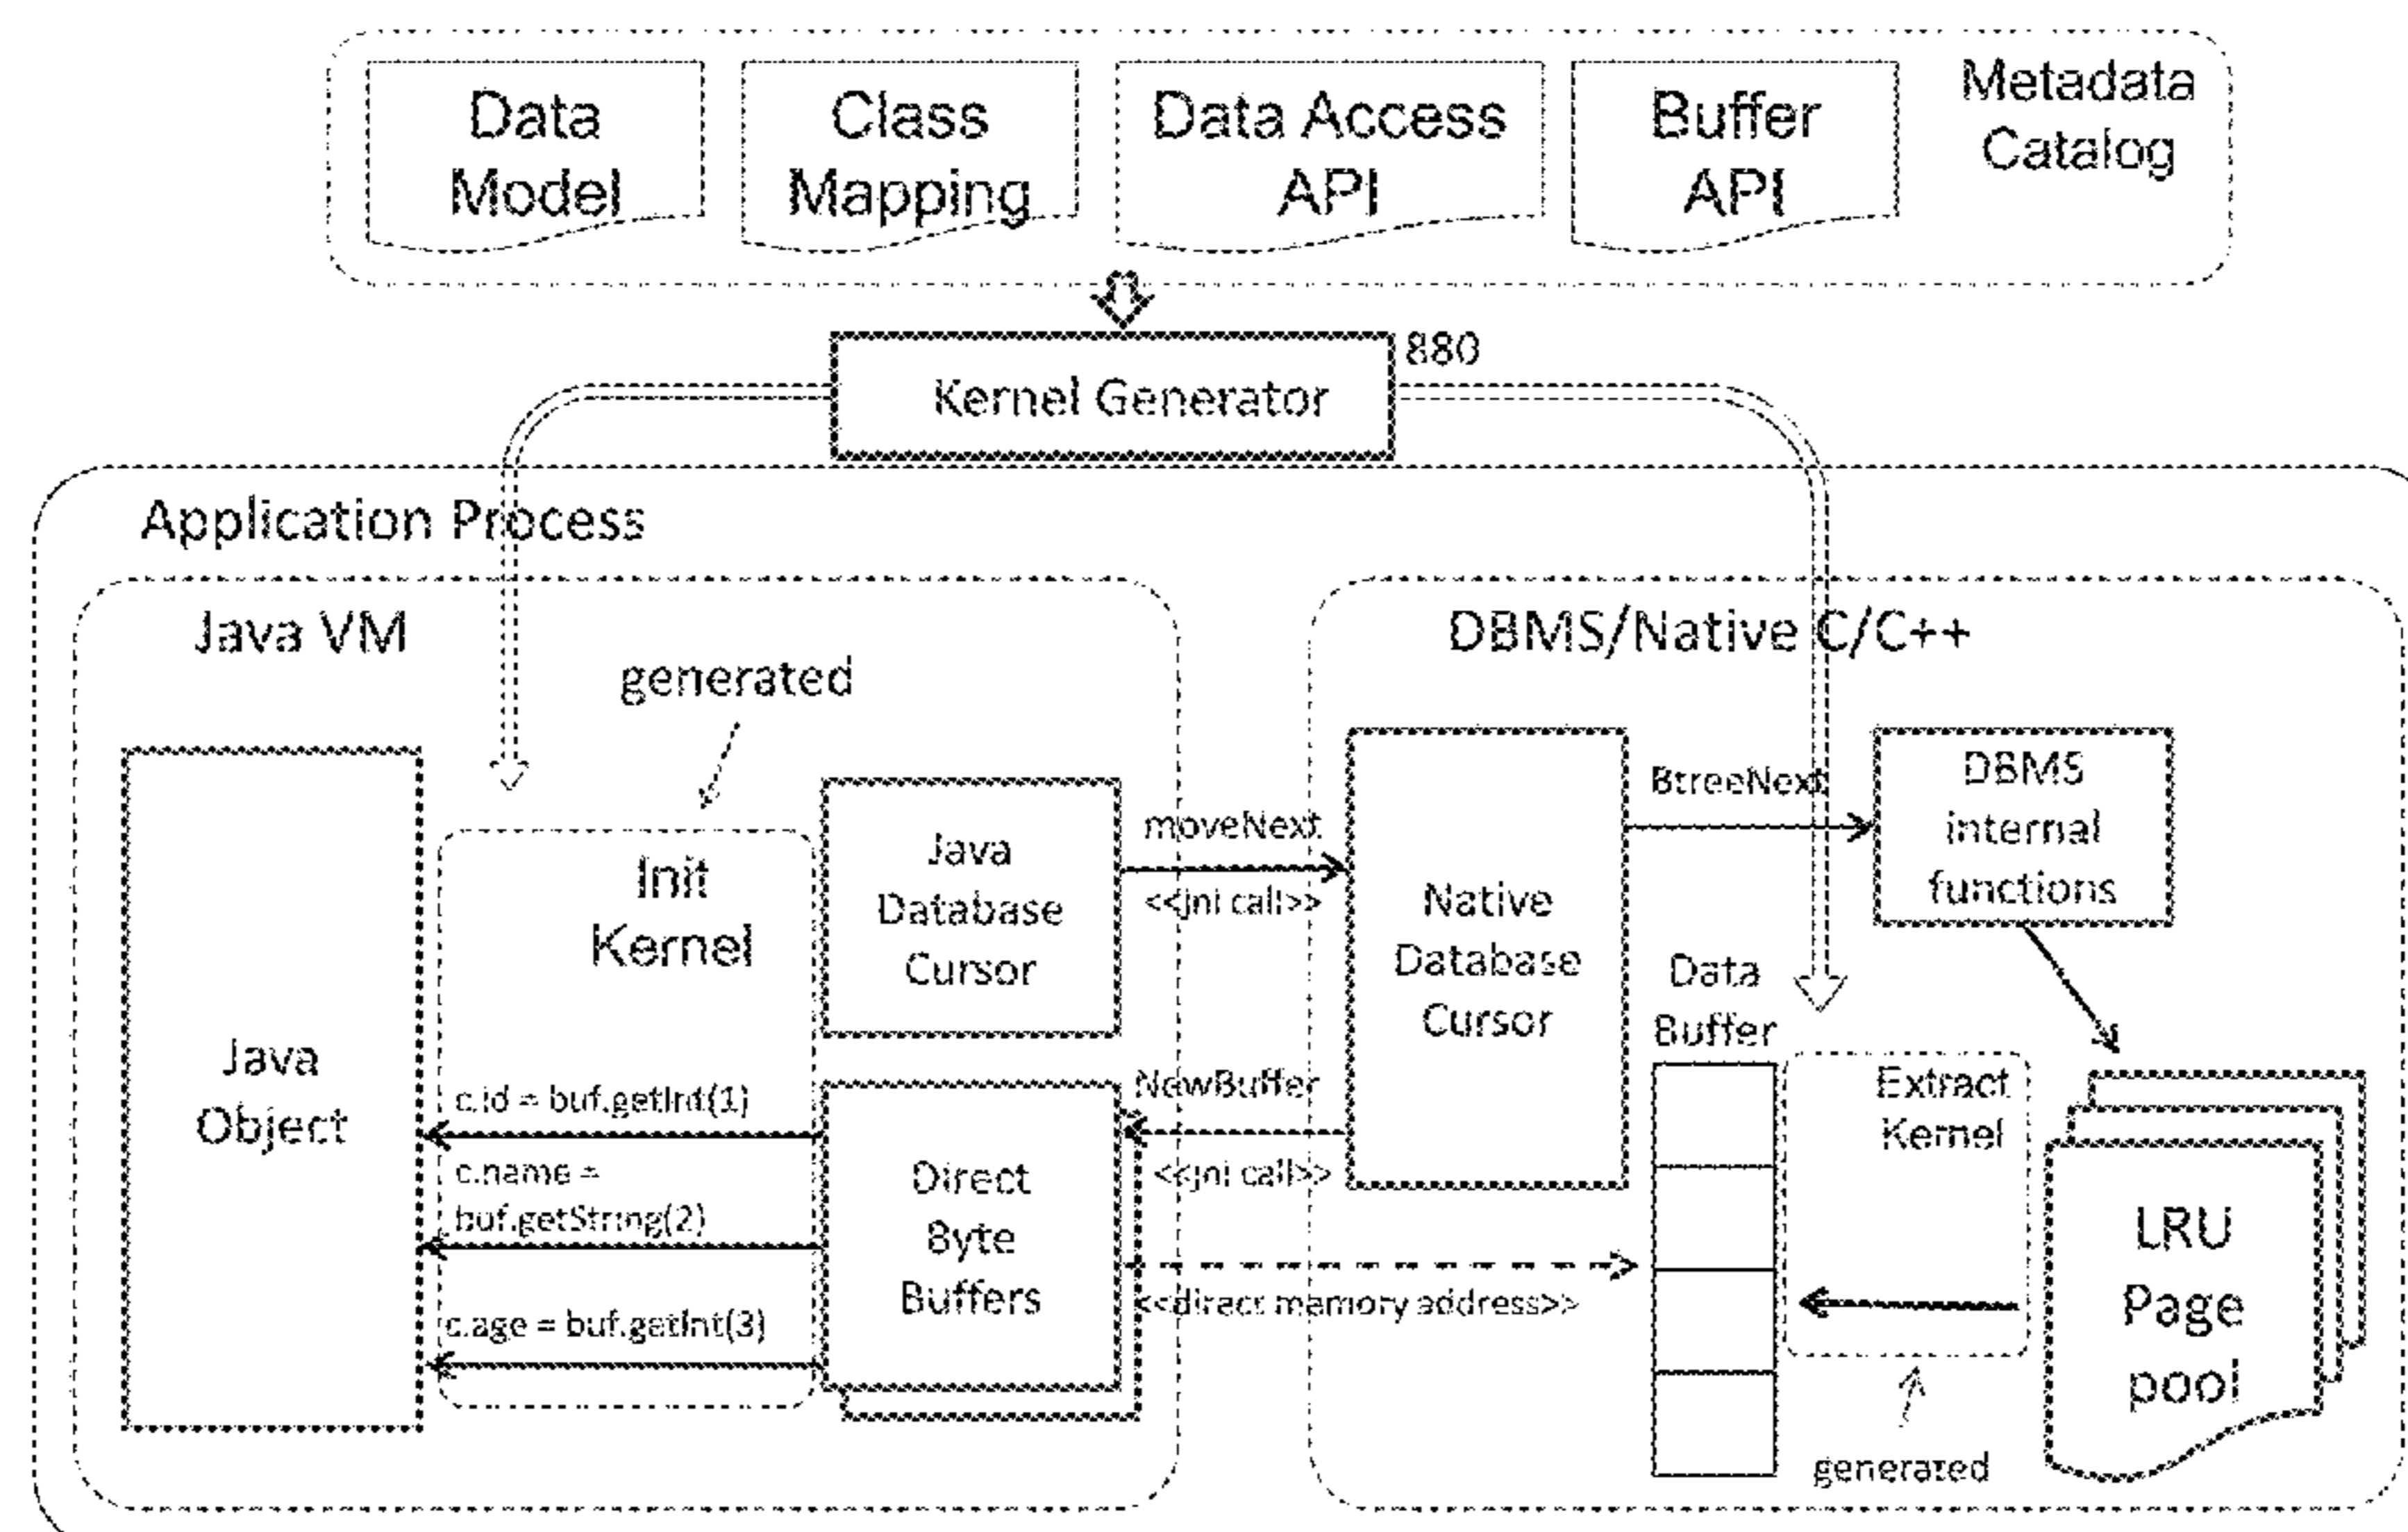 Data
Model
Class
Mapping
Data Access
API
Buffer
API
Metadata
Catalog
880
Kernel Generator
Application Process
Java VM
generated
DBMS/Native C/C++
Java
Object
Init
Kernel
Java
Database
Cursor
moveNext
<<jni call>>
Native
Database
Cursor
BtreeNext
DBMS
internal
functions
Data
Buffer
c.id = buf.getInt(1)
c.name =
buf.getString(2)
c.age = buf.getInt(3)
Direct
Byte
Buffers
NewBuffer
<<jni call>>
<<direct memory address>>
Extract
Kernel
generated
LRU
Page
pool